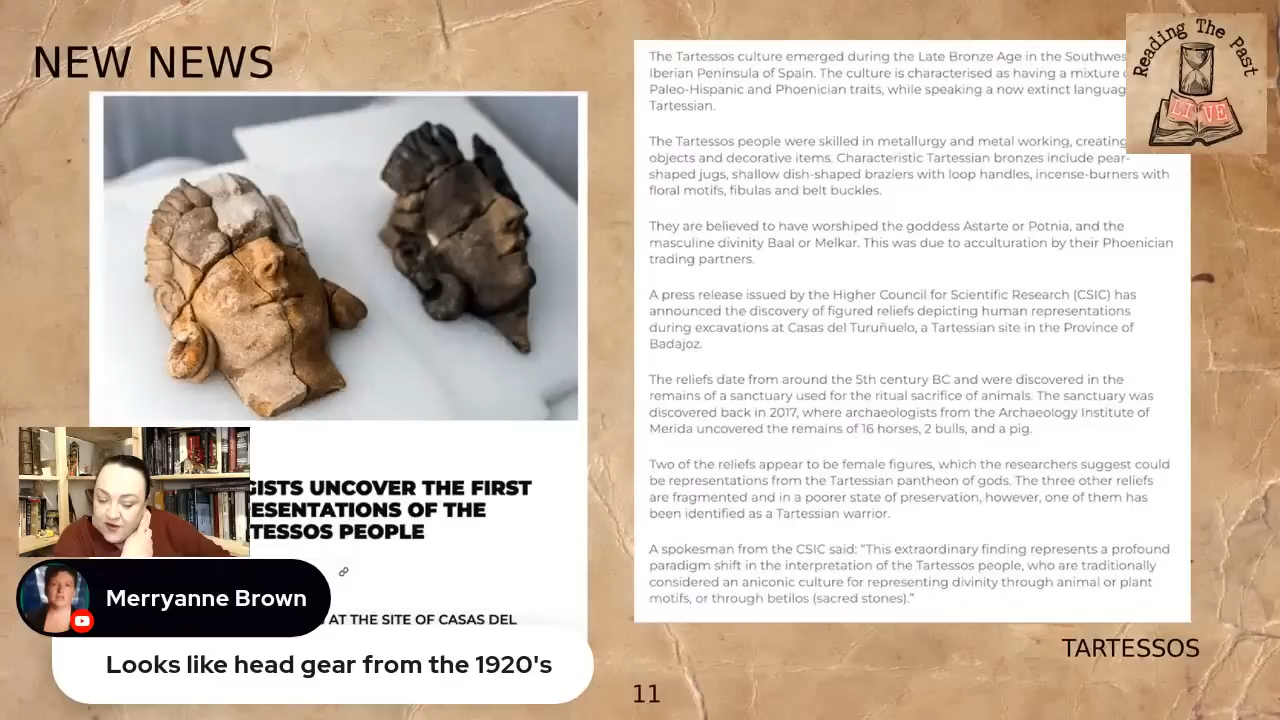 NEW NEWS
GISTS UNCOVER THE FIRST
ESENTATIONS OF THE
TESSOS PEOPLE
AT THE SITE OF CASAS DEL
Merryanne Brown
Looks like head gear from the 1920's
The Tartessos culture emerged during the Late Bronze Age in the Southwes
Iberian Peninsula of Spain. The culture is characterised as having a mixture
Paleo-Hispanic and Phoenician traits, while speaking a now extinct languag
Tartessian.
The Tartessos people were skilled in metallurgy and metal working, creating
objects and decorative items. Characteristic Tartessian bronzes include pear-
shaped jugs, shallow dish-shaped braziers with loop handles, incense-burners with
floral motifs, fibulas and belt buckles.
They are believed to have worshiped the goddess Astarte or Potnia, and the
masculine divinity Baal or Melkar. This was due to acculturation by their Phoenician
trading partners.
A press release issued by the Higher Council for Scientific Research (CSIC) has
announced the discovery of figured reliefs depicting human representations
during excavations at Casas del Turuñuelo, a Tartessian site in the Province of
Badajoz.
The reliefs date from around the 5th century BC and were discovered in the
remains of a sanctuary used for the ritual sacrifice of animals. The sanctuary was
discovered back in 2017, where archaeologists from the Archaeology Institute of
Merida uncovered the remains of 16 horses, 2 bulls, and a pig.
Two of the reliefs appear to be female figures, which the researchers suggest could
be representations from the Tartessian pantheon of gods. The three other reliefs
are fragmented and in a poorer state of preservation, however, one of them has
been identified as a Tartessian warrior.
A spokesman from the CSIC said: "This extraordinary finding represents a profound
paradigm shift in the interpretation of the Tartessos people, who are traditionally
considered an aniconic culture for representing divinity through animal or plant
motifs, or through betilos (sacred stones)."
Reading The Past
LIVE
TARTESSOS
11